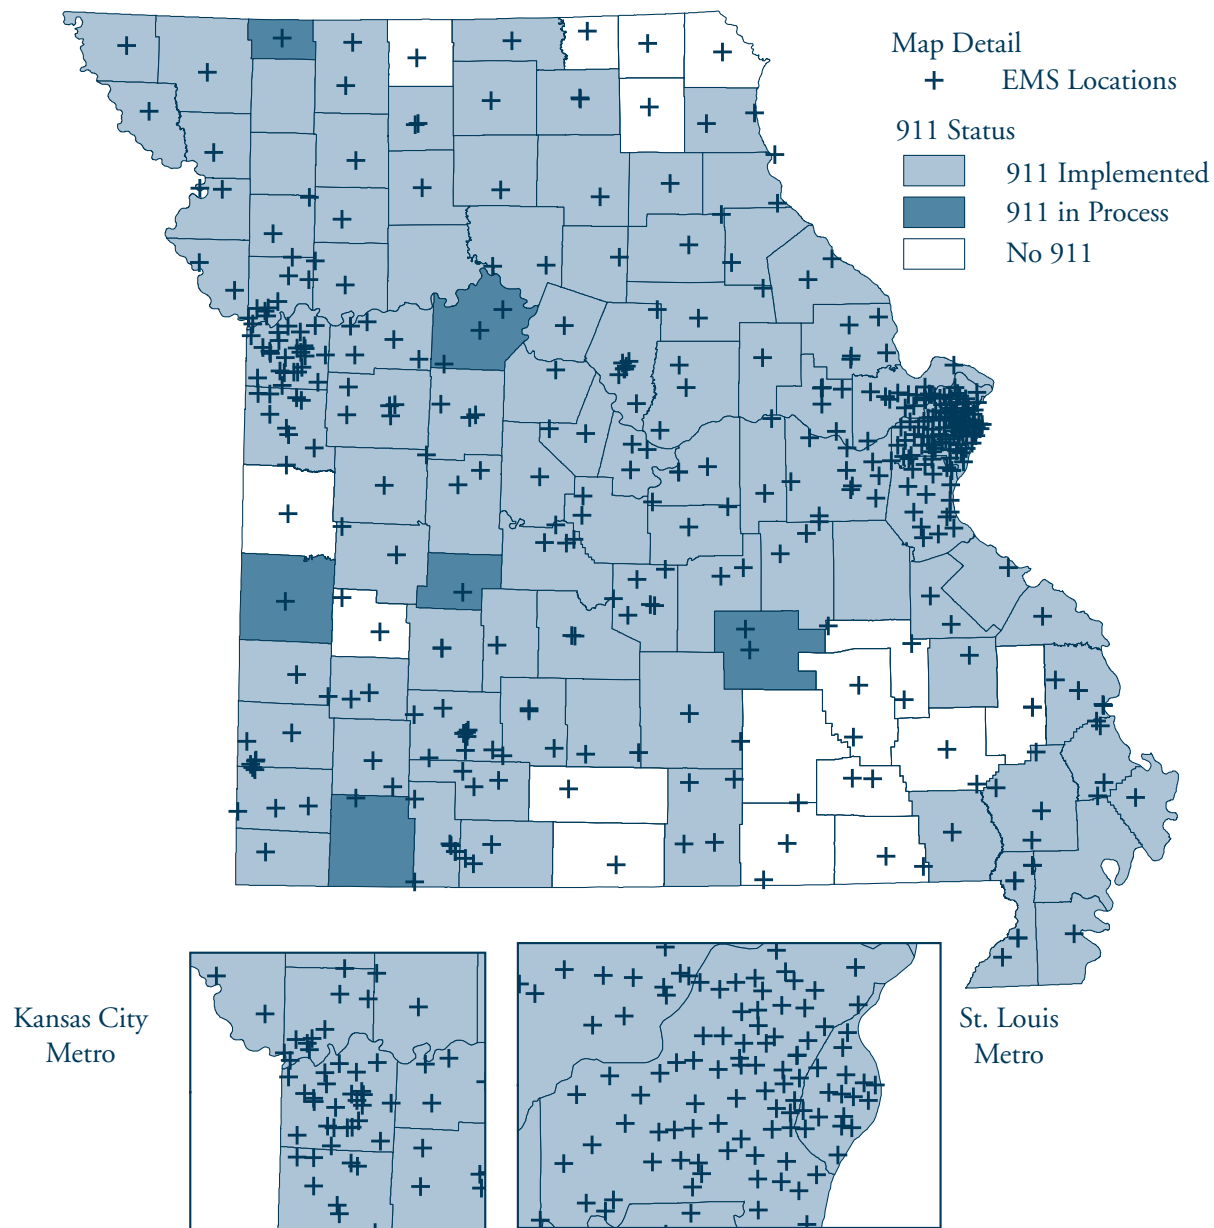 Map Detail
EMS Locations
911 Status
911 Implemented
911 in Process
No 911
Kansas City
Metro
St. Louis
Metro